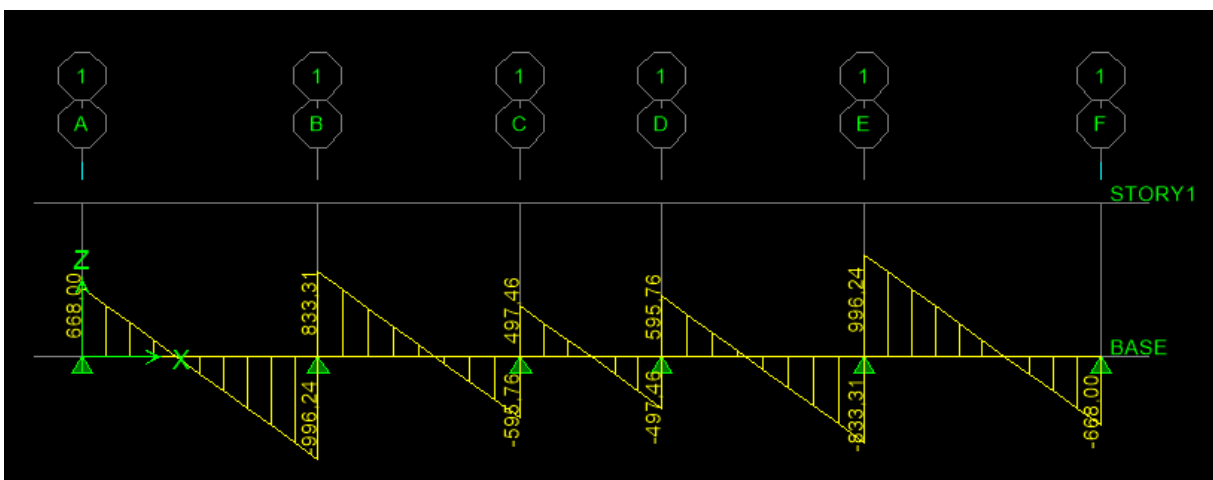 1 1 1 1 1 1
A B C D E F
STORY1
Z
668.00 833.31 497.46 595.76 996.24
X
BASE
-996.24 -595.76 -497.46 -833.31 -668.00